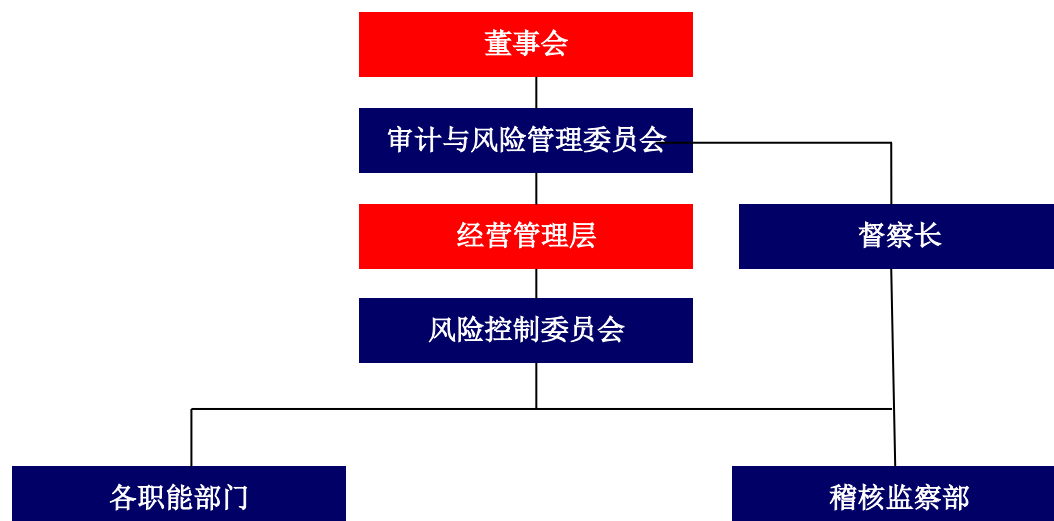 董事会
审计与风险管理委员会
经营管理层
督察长
风险控制委员会
各职能部门
稽核监察部